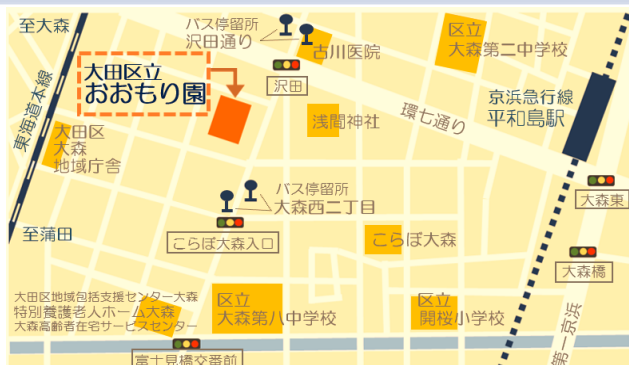 至大森
バス停留所
沢田通り
古川医院
区立
大森第二中学校
大田区立
おおもり園
沢田
東海道本線
京浜急行線
平和島駅
環七通り
浅間神社
大田区
大森
地域庁舎
バス停留所
大森西二丁目
大森東
至蒲田
こらぼ大森入口
こらぼ大森
大森橋
大田区地域包括支援センター大森
特別養護老人ホーム大森
大森高齢者在宅サービスセンター
区立
大森第八中学校
区立
開桜小学校
第一京浜
富士見橋交番前